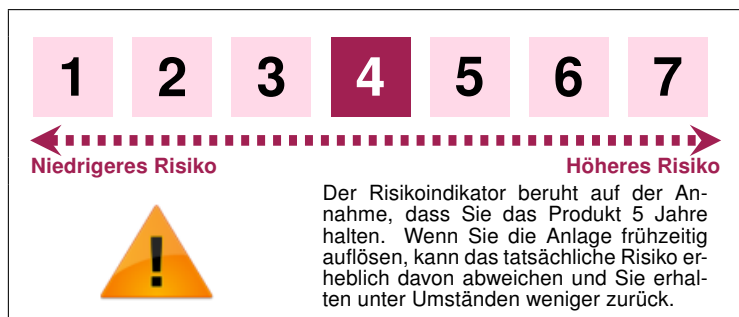 1 2 3 4 5 6 7
Niedrigeres Risiko Höheres Risiko
Der Risikoindikator beruht auf der An-
nahme, dass Sie das Produkt 5 Jahre
halten. Wenn Sie die Anlage frühzeitig
auflösen, kann das tatsächliche Risiko er-
heblich davon abweichen und Sie erhal-
ten unter Umständen weniger zurück.